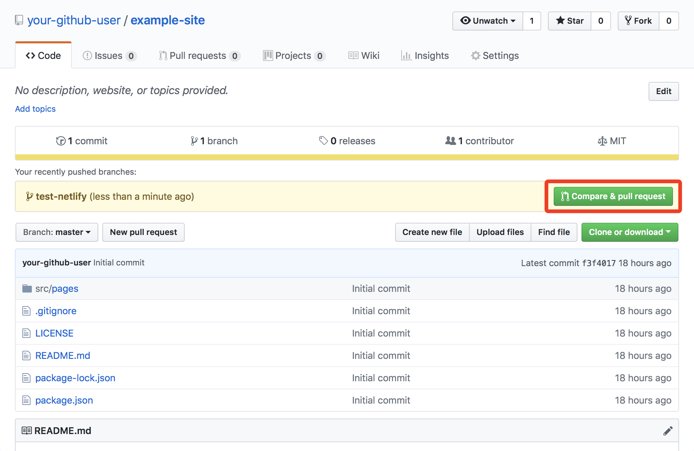 your-github-user / example-site
Unwatch 1 Star 0 Fork 0
Code Issues 0 Pull requests 0 Projects 0 Wiki Insights Settings
No description, website, or topics provided. Edit
Add topics
1 commit 1 branch 0 releases 1 contributor MIT
Your recently pushed branches:
test-netlify (less than a minute ago) Compare & pull request
Branch: master New pull request Create new file Upload files Find file Clone or download
your-github-user Initial commit Latest commit f3f4017 18 hours ago
src/pages Initial commit 18 hours ago
.gitignore Initial commit 18 hours ago
LICENSE Initial commit 18 hours ago
README.md Initial commit 18 hours ago
package-lock.json Initial commit 18 hours ago
package.json Initial commit 18 hours ago
README.md